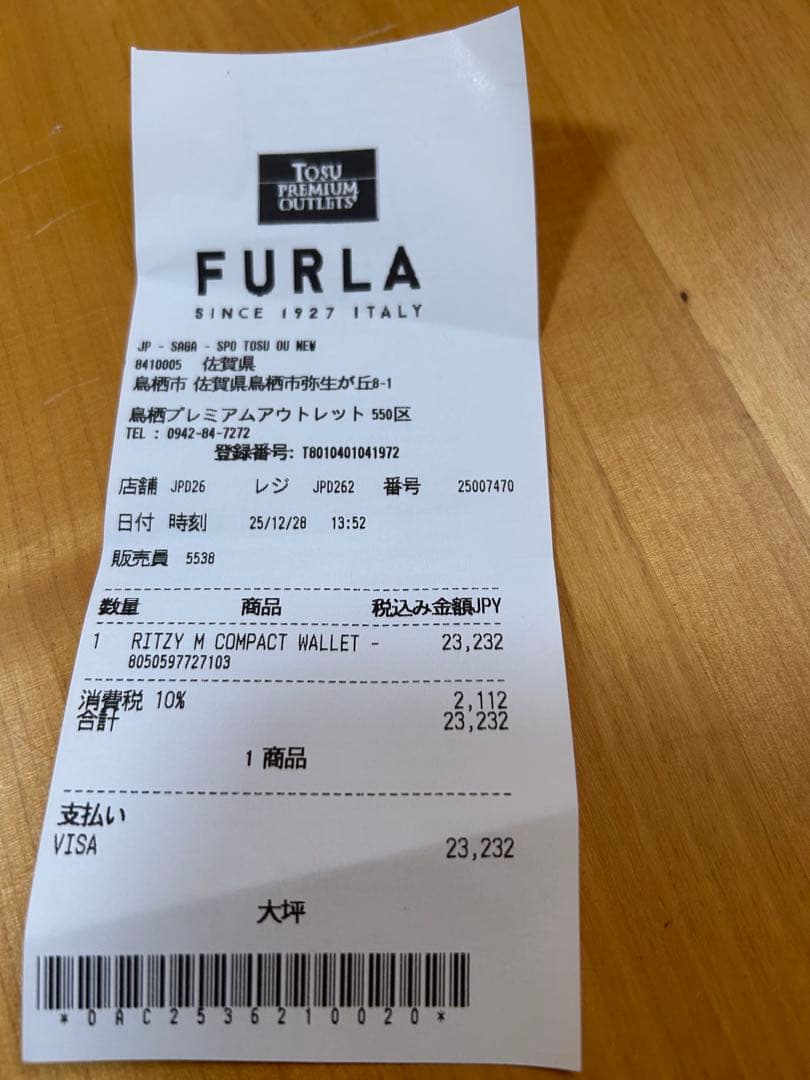 TOSU
PREMIUM
OUTLETS
FURLA
SINCE 1927 ITALY
JP - SAGA - SPO TOSU OU NEW
8410005 佐賀県
鳥栖市 佐賀県鳥栖市弥生が丘8-1
鳥栖プレミアムアウトレット 550区
TEL : 0942-84-7272
登録番号: T8010401041972
店舗 JPD26 レジ JPD262 番号 25007470
日付 時刻 25/12/28 13:52
販売員 5538
数量 商品 税込み金額JPY
1 RITZY M COMPACT WALLET - 23,232
8050597727103
消費税 10% 2,112
合計 23,232
1 商品
支払い
VISA 23,232
大坪
*0AC2536210020*